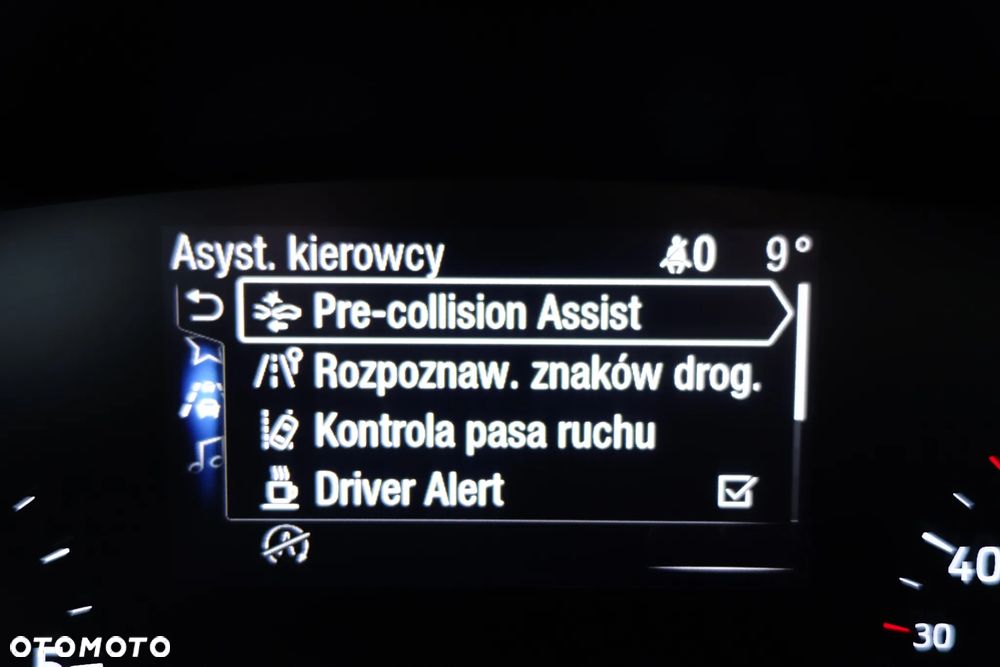 Asyst. kierowcy 0 9°
Pre-collision Assist
Rozpoznaw. znaków drog.
Kontrola pasa ruchu
Driver Alert
40
30
OTOMOTO